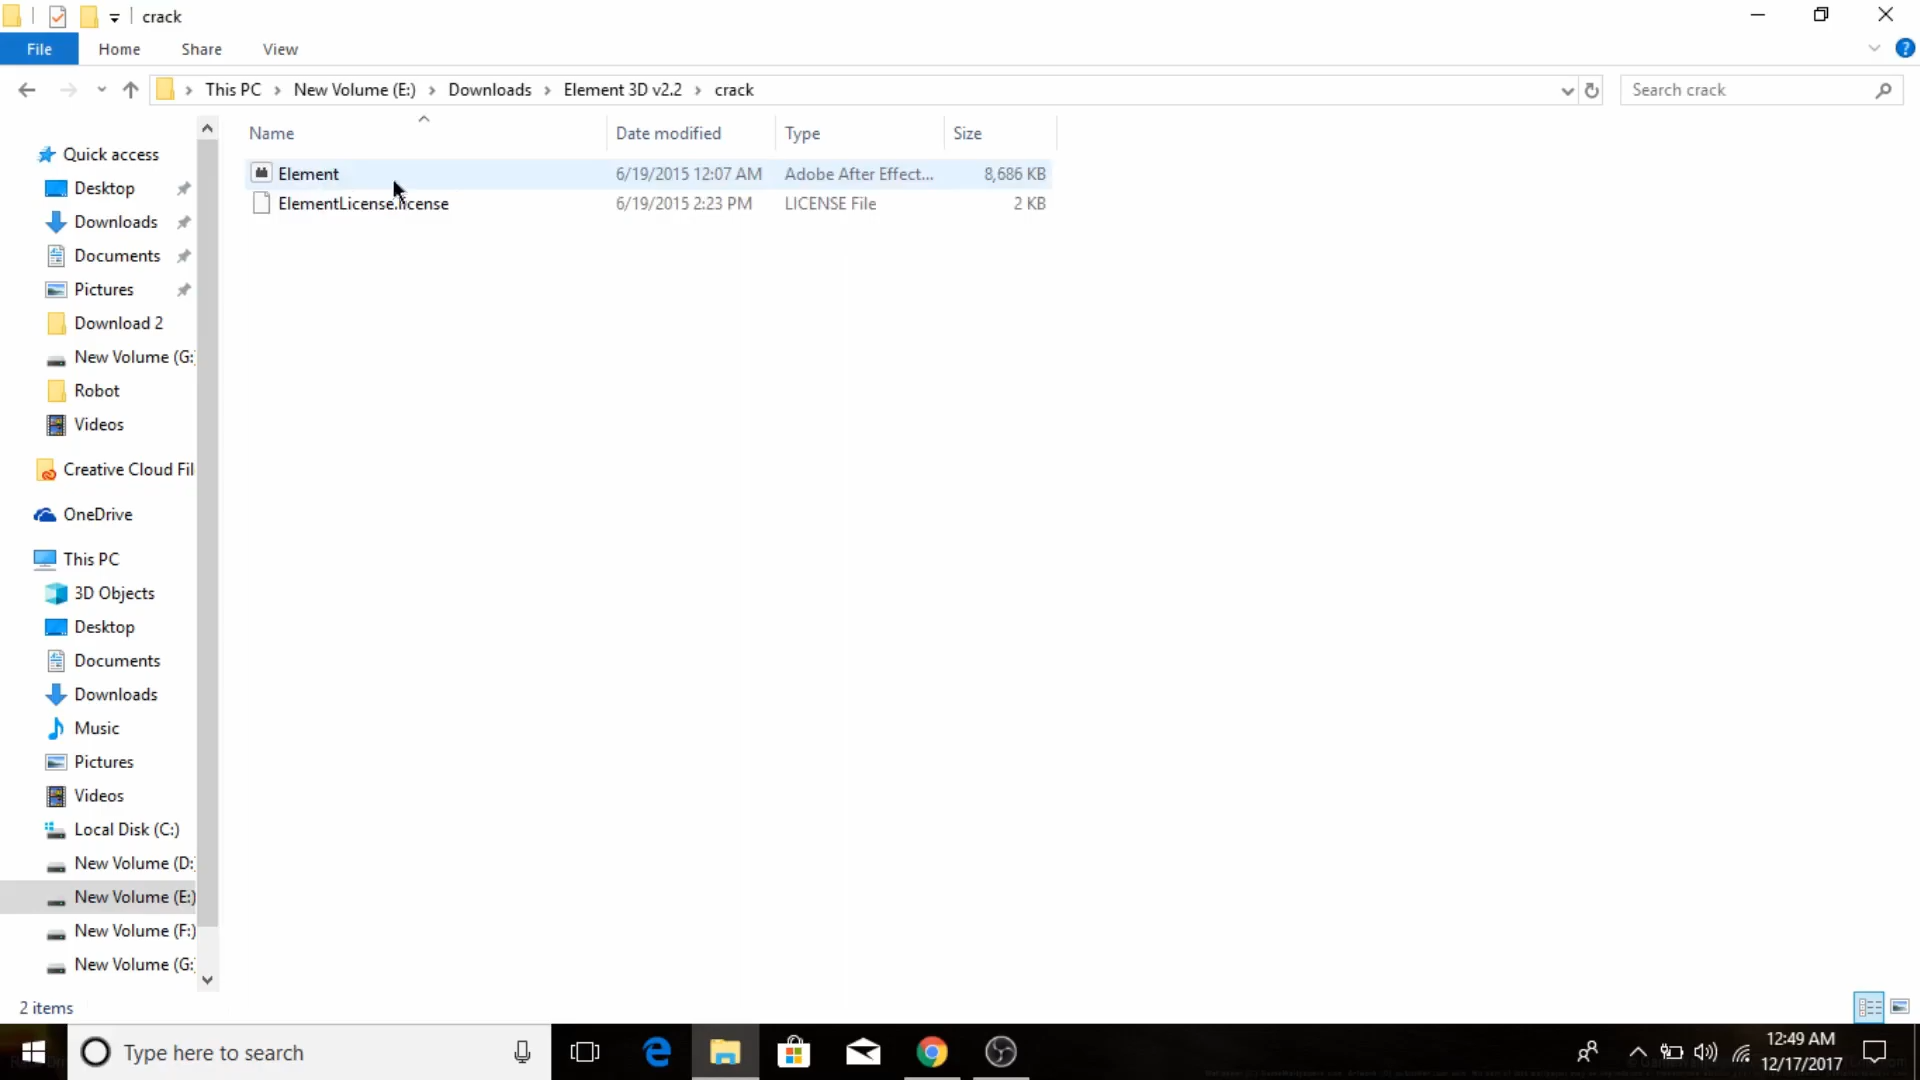 crack
File Home Share View
This PC New Volume (E:) Downloads Element 3D v2.2 crack Search crack
Name Date modified Type Size
Element 6/19/2015 12:07 AM Adobe After Effect... 8,686 KB
ElementLicense.license 6/19/2015 2:23 PM LICENSE File 2 KB
Quick access
Desktop
Downloads
Documents
Pictures
Download 2
New Volume (G:
Robot
Videos
Creative Cloud Fil
OneDrive
This PC
3D Objects
Desktop
Documents
Downloads
Music
Pictures
Videos
Local Disk (C:)
New Volume (D:
New Volume (E:)
New Volume (F:)
New Volume (G:
2 items
Type here to search
12:49 AM
12/17/2017